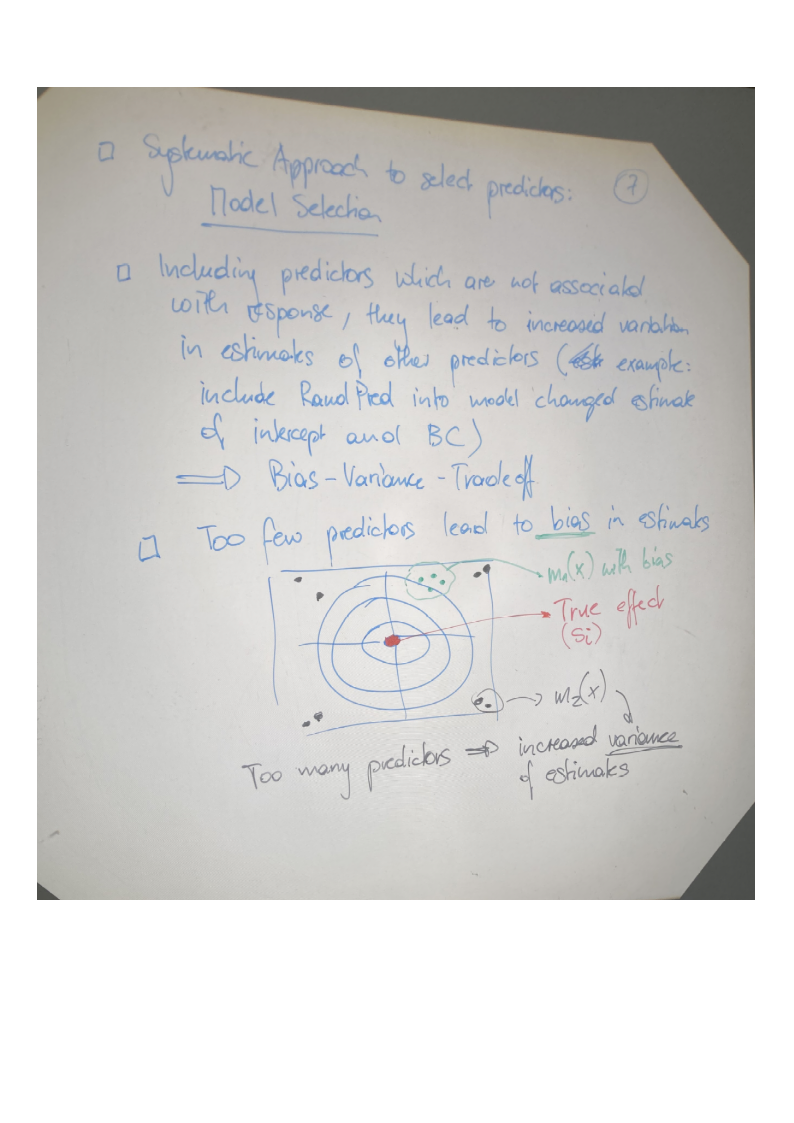 □ Systematic Approach to select predictors: ⑦
Model Selection
□ Including predictors which are not associated
with response, they lead to increased variation
in estimates of other predictors ( example:
include RandPred into model changed estimate
of intercept and BC)
⟹ Bias-Variance-Tradeoff
□ Too few predictors lead to bias in estimates
(x) with bias
True effect
(Si)
m₂(x)
Too many predictors ⟹ increased variance
of estimates